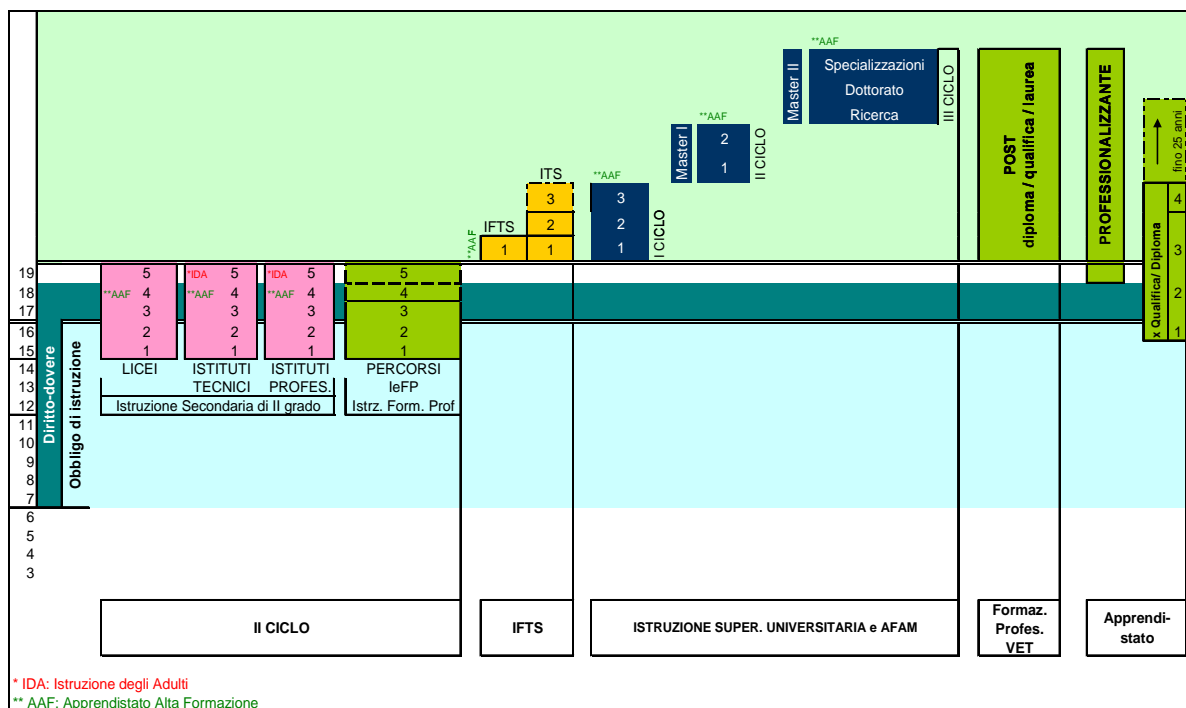 **AAF
Master II
Specializzazioni
Dottorato
Ricerca
III CICLO
**AAF
Master I
2
1
II CICLO
**AAF
3
2
1
I CICLO
ITS
3
2
1
IFTS
1
**AAF
POST
diploma / qualifica / laurea
PROFESSIONALIZZANTE
fino 25 anni
x Qualifica/ Diploma
4
3
2
1
19
18
17
16
15
14
13
12
11
10
9
8
7
6
5
4
3
Diritto-dovere
Obbligo di istruzione
5
**AAF 4
3
2
1
LICEI
*IDA 5
**AAF 4
3
2
1
ISTITUTI
TECNICI
*IDA 5
**AAF 4
3
2
1
ISTITUTI
PROFES.
Istruzione Secondaria di II grado
5
4
3
2
1
PERCORSI
IeFP
Istrz. Form. Prof
II CICLO
IFTS
ISTRUZIONE SUPER. UNIVERSITARIA e AFAM
Formaz.
Profes.
VET
Apprendi-
stato
* IDA: Istruzione degli Adulti
** AAF: Apprendistato Alta Formazione